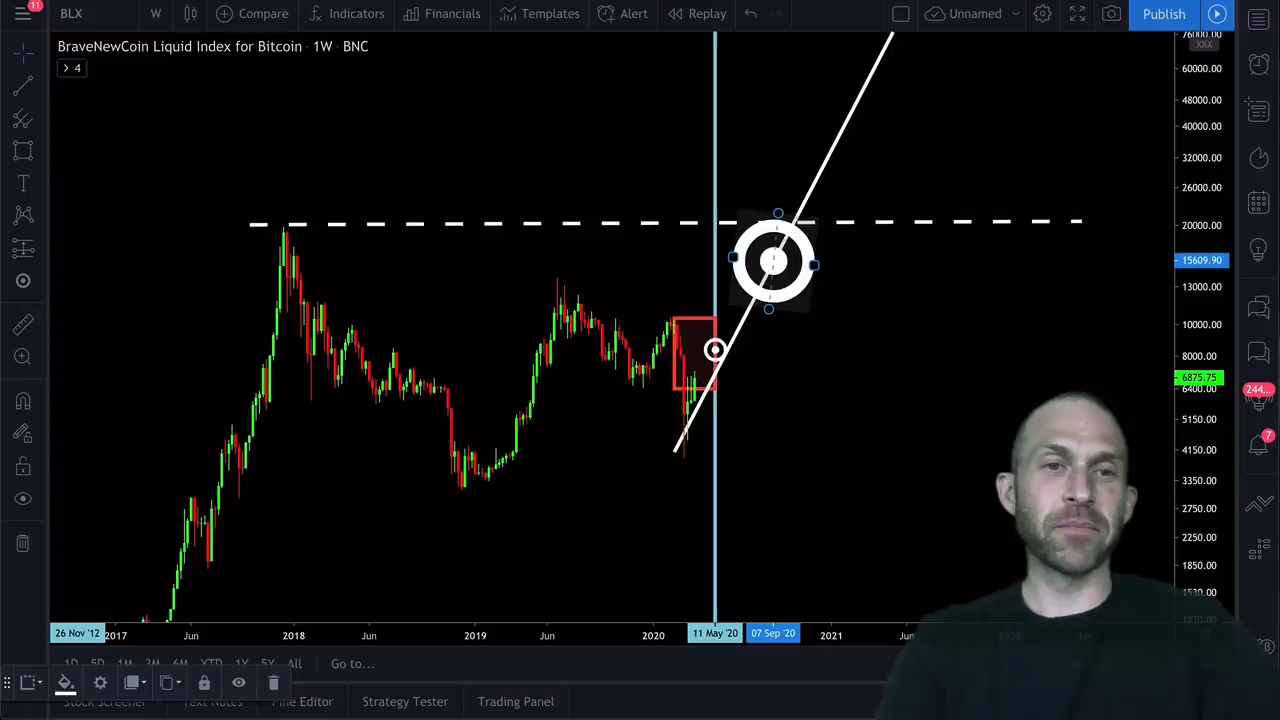 11
BLX
W
Compare
Indicators
Financials
Templates
Alert
Replay
Unnamed
Publish
BraveNewCoin Liquid Index for Bitcoin · 1W · BNC
4
76000.00
XXX
60000.00
48000.00
40000.00
32000.00
26000.00
20000.00
15609.90
13000.00
10000.00
8000.00
6875.75
6400.00
5150.00
4150.00
3350.00
2750.00
2250.00
1850.00
1530.00
1270.00
244...
7
26 Nov '12
2017
Jun
2018
Jun
2019
Jun
2020
11 May '20
07 Sep '20
2021
Jun
Jun
1D 5D 1M 3M 6M YTD 1Y 5Y All
Go to...
Stock Screener
Text Notes
Pine Editor
Strategy Tester
Trading Panel